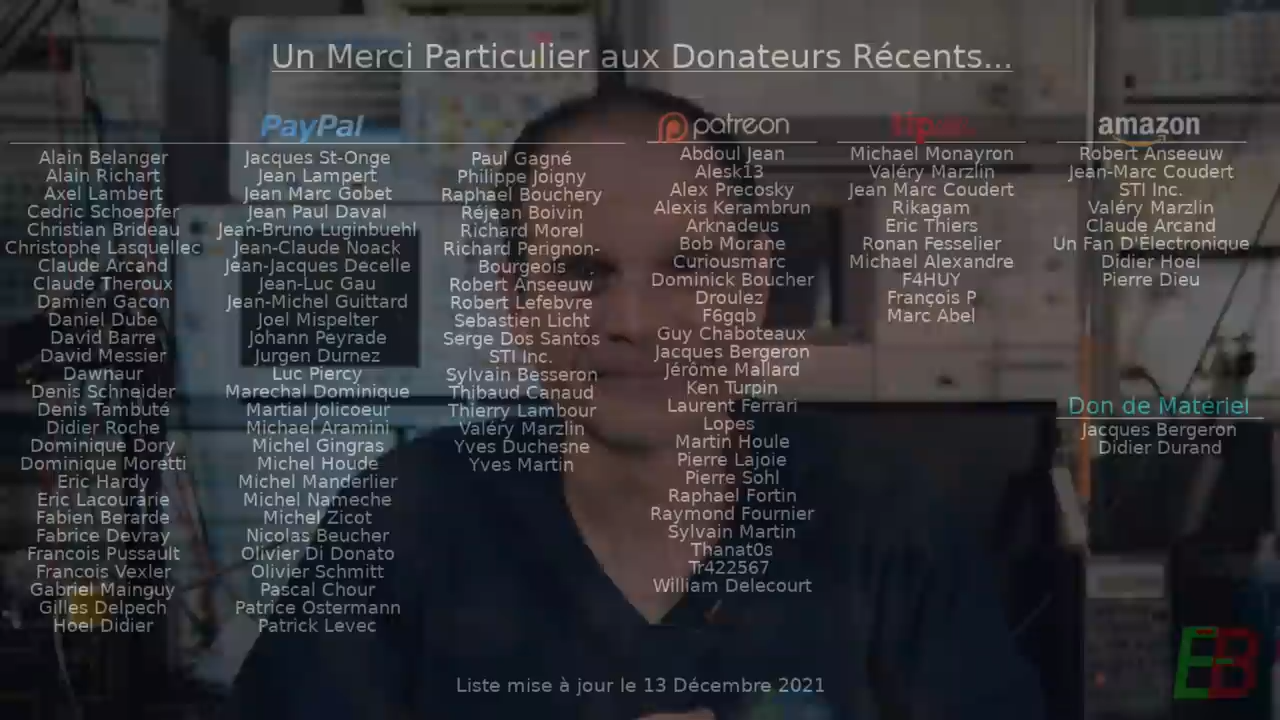 Un Merci Particulier aux Donateurs Récents...
PayPal
Alain Belanger
Alain Richart
Axel Lambert
Cedric Schoepfer
Christian Brideau
Christophe Lasquellec
Claude Arcand
Claude Theroux
Damien Gacon
Daniel Dube
David Barre
David Messier
Dawnaur
Denis Schneider
Denis Tambuté
Didier Roche
Dominique Dory
Dominique Moretti
Eric Hardy
Eric Lacourarie
Fabien Berarde
Fabrice Devray
Francois Pussault
Francois Vexler
Gabriel Mainguy
Gilles Delpech
Hoel Didier
Jacques St-Onge
Jean Lampert
Jean Marc Gobet
Jean Paul Daval
Jean-Bruno Luginbuehl
Jean-Claude Noack
Jean-Jacques Decelle
Jean-Luc Gau
Jean-Michel Guittard
Joel Mispelter
Johann Peyrade
Jurgen Durnez
Luc Piercy
Marechal Dominique
Martial Jolicoeur
Michael Aramini
Michel Gingras
Michel Houde
Michel Manderlier
Michel Nameche
Michel Zicot
Nicolas Beucher
Olivier Di Donato
Olivier Schmitt
Pascal Chour
Patrice Ostermann
Patrick Levec
Paul Gagné
Philippe Joigny
Raphael Bouchery
Réjean Boivin
Richard Morel
Richard Perignon-
Bourgeois
Robert Anseeuw
Robert Lefebvre
Sebastien Licht
Serge Dos Santos
STI Inc.
Sylvain Besseron
Thibaud Canaud
Thierry Lambour
Valéry Marzlin
Yves Duchesne
Yves Martin
patreon
Abdoul Jean
Alesk13
Alex Precosky
Alexis Kerambrun
Arknadeus
Bob Morane
Curiousmarc
Dominick Boucher
Droulez
F6gqb
Guy Chaboteaux
Jacques Bergeron
Jérôme Mallard
Ken Turpin
Laurent Ferrari
Lopes
Martin Houle
Pierre Lajoie
Pierre Sohl
Raphael Fortin
Raymond Fournier
Sylvain Martin
Thanat0s
Tr422567
William Delecourt
Michael Monayron
Valéry Marzlin
Jean Marc Coudert
Rikagam
Eric Thiers
Ronan Fesselier
Michael Alexandre
F4HUY
François P
Marc Abel
amazon
Robert Anseeuw
Jean-Marc Coudert
STI Inc.
Valéry Marzlin
Claude Arcand
Un Fan D'Électronique
Didier Hoel
Pierre Dieu
Don de Matériel
Jacques Bergeron
Didier Durand
Liste mise à jour le 13 Décembre 2021
EB